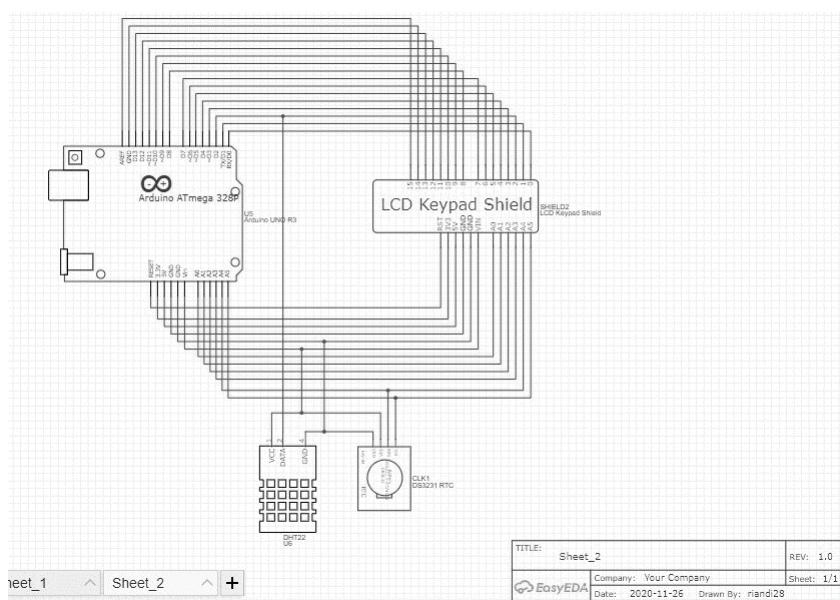 AREF
GND
D13
D12
~D11
~D10
~D9
D8
D7
~D6
~D5
D4
~D3
D2
Arduino ATmega 328P
U5
Arduino UNO R3
RESET
3.3V
5V
GND
GND
Vin
A0
A1
A2
A3
A4
A5
LCD Keypad Shield
SHIELD2
LCD Keypad Shield
RST
3V3
5V
GND
GND
VIN
A0
A1
A2
A3
A4
A5
1
2
4
VCC
DATA
GND
DHT22
U6
CLK1
DS3231 RTC
TITLE:
Sheet_2
REV: 1.0
EasyEDA
Company: Your Company
Sheet: 1/1
Date: 2020-11-26 Drawn By: riandi28
eet_1
Sheet_2
+